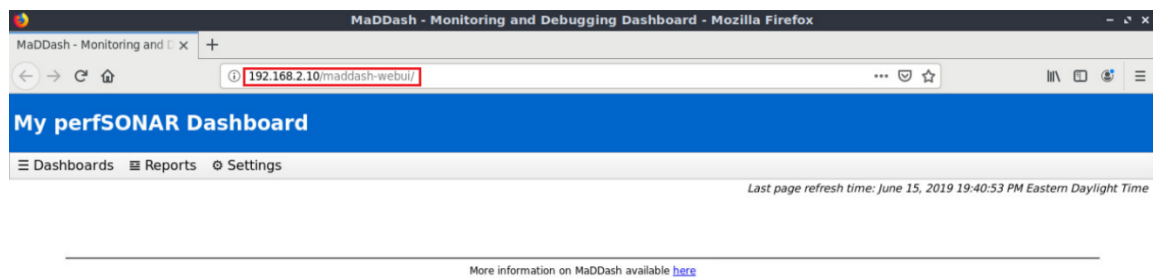 MaDDash - Monitoring and Debugging Dashboard - Mozilla Firefox
MaDDash - Monitoring and D
192.168.2.10/maddash-webui/
My perfSONAR Dashboard
Dashboards Reports Settings
Last page refresh time: June 15, 2019 19:40:53 PM Eastern Daylight Time
More information on MaDDash available here